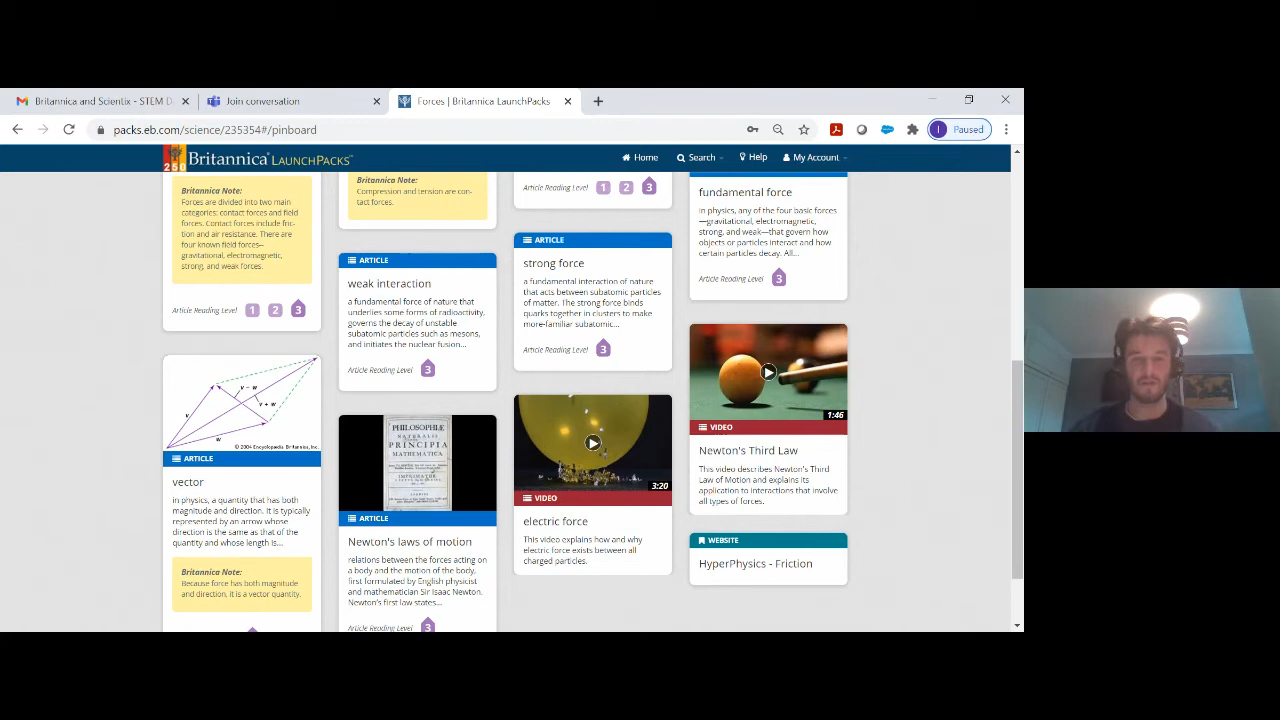 Britannica and Scientix - STEM D
Join conversation
Forces | Britannica LaunchPacks
packs.eb.com/science/235354#/pinboard
Paused
250
Britannica LAUNCHPACKS
Home
Search
Help
My Account
Britannica Note:
Forces are divided into two main
categories: contact forces and field
forces. Contact forces include fric-
tion and air resistance. There are
four known field forces--
gravitational, electromagnetic,
strong, and weak forces.
Article Reading Level 1 2 3
v - w
v
v + w
w
© 2004 Encyclopædia Britannica, Inc.
ARTICLE
vector
in physics, a quantity that has both
magnitude and direction. It is typically
represented by an arrow whose
direction is the same as that of the
quantity and whose length is...
Britannica Note:
Because force has both magnitude
and direction, it is a vector quantity.
Britannica Note:
Compression and tension are con-
tact forces.
ARTICLE
weak interaction
a fundamental force of nature that
underlies some forms of radioactivity,
governs the decay of unstable
subatomic particles such as mesons,
and initiates the nuclear fusion...
Article Reading Level 3
PHILOSOPHIÆ
NATURALIS
PRINCIPIA
MATHEMATICA
ARTICLE
Newton's laws of motion
relations between the forces acting on
a body and the motion of the body,
first formulated by English physicist
and mathematician Sir Isaac Newton.
Newton's first law states...
Article Reading Level 3
Article Reading Level 1 2 3
ARTICLE
strong force
a fundamental interaction of nature
that acts between subatomic particles
of matter. The strong force binds
quarks together in clusters to make
more-familiar subatomic...
Article Reading Level 3
3:20
VIDEO
electric force
This video explains how and why
electric force exists between all
charged particles.
fundamental force
In physics, any of the four basic forces
—gravitational, electromagnetic,
strong, and weak—that govern how
objects or particles interact and how
certain particles decay. All...
Article Reading Level 3
1:46
VIDEO
Newton's Third Law
This video describes Newton's Third
Law of Motion and explains its
application to interactions that involve
all types of forces.
WEBSITE
HyperPhysics - Friction